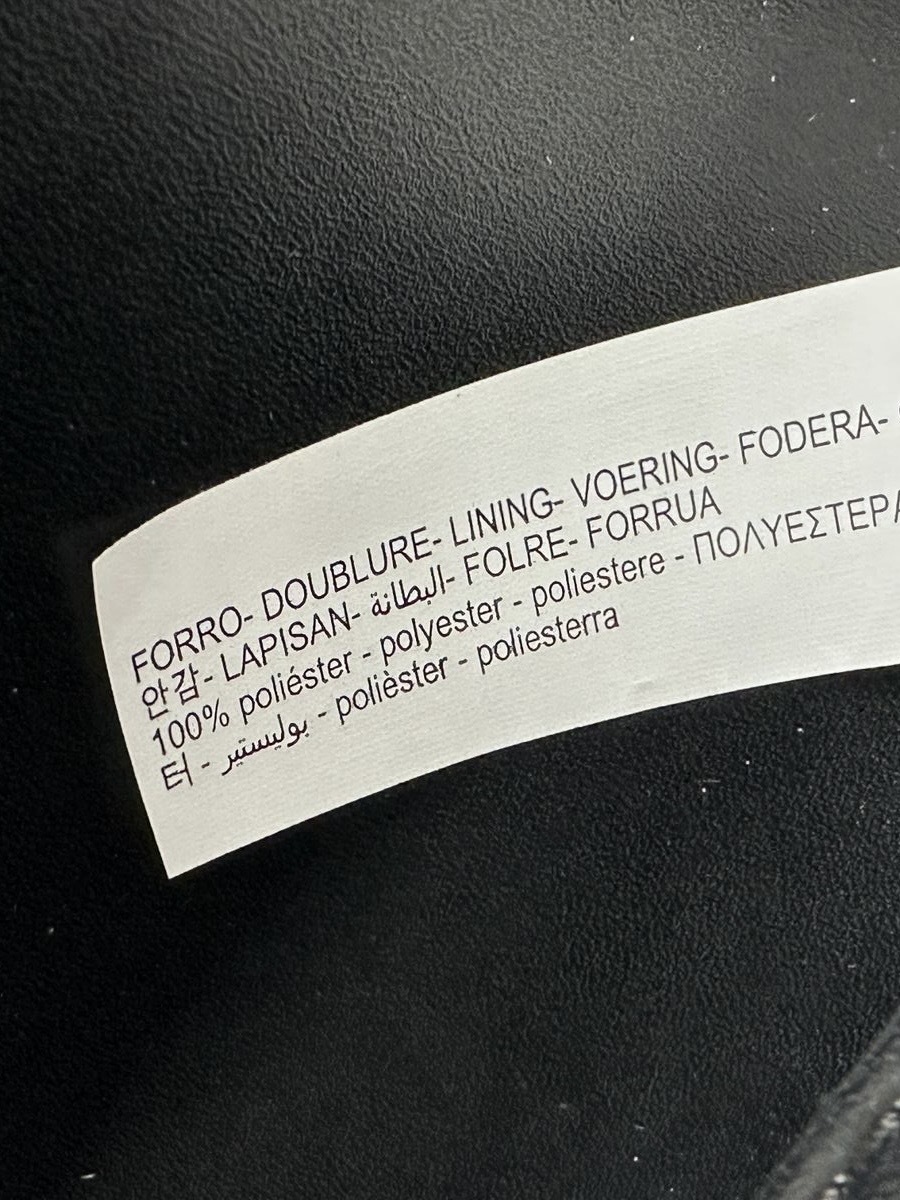 FORRO- DOUBLURE- LINING- VOERING- FODERA-
안감- LAPISAN- البطانة- FOLRE- FORRUA
100% poliéster - polyester - poliestere - ΠΟΛΥΕΣΤΕΡΑ
터 - بوليستير - polièster - poliesterra